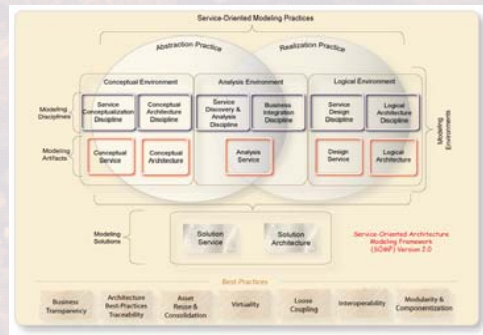 Service-Oriented Modeling Practices
Abstraction Practice
Realization Practice
Conceptual Environment
Analysis Environment
Logical Environment
Modeling
Disciplines
Service
Conceptualization
Discipline
Conceptual
Architecture
Discipline
Service
Discovery &
Analysis
Discipline
Business
Integration
Discipline
Service
Design
Discipline
Logical
Architecture
Discipline
Modeling
Environments
Modeling
Artifacts
Conceptual
Service
Conceptual
Architecture
Analysis
Service
Design
Service
Logical
Architecture
Modeling
Solutions
Solution
Service
Solution
Architecture
Service-Oriented Architecture
Modeling Framework
(SOMF) Version 2.0
Best Practices
Business
Transparency
Architecture
Best-Practices
Traceability
Asset
Reuse &
Consolidation
Virtuality
Loose
Coupling
Interoperability
Modularity &
Componentization